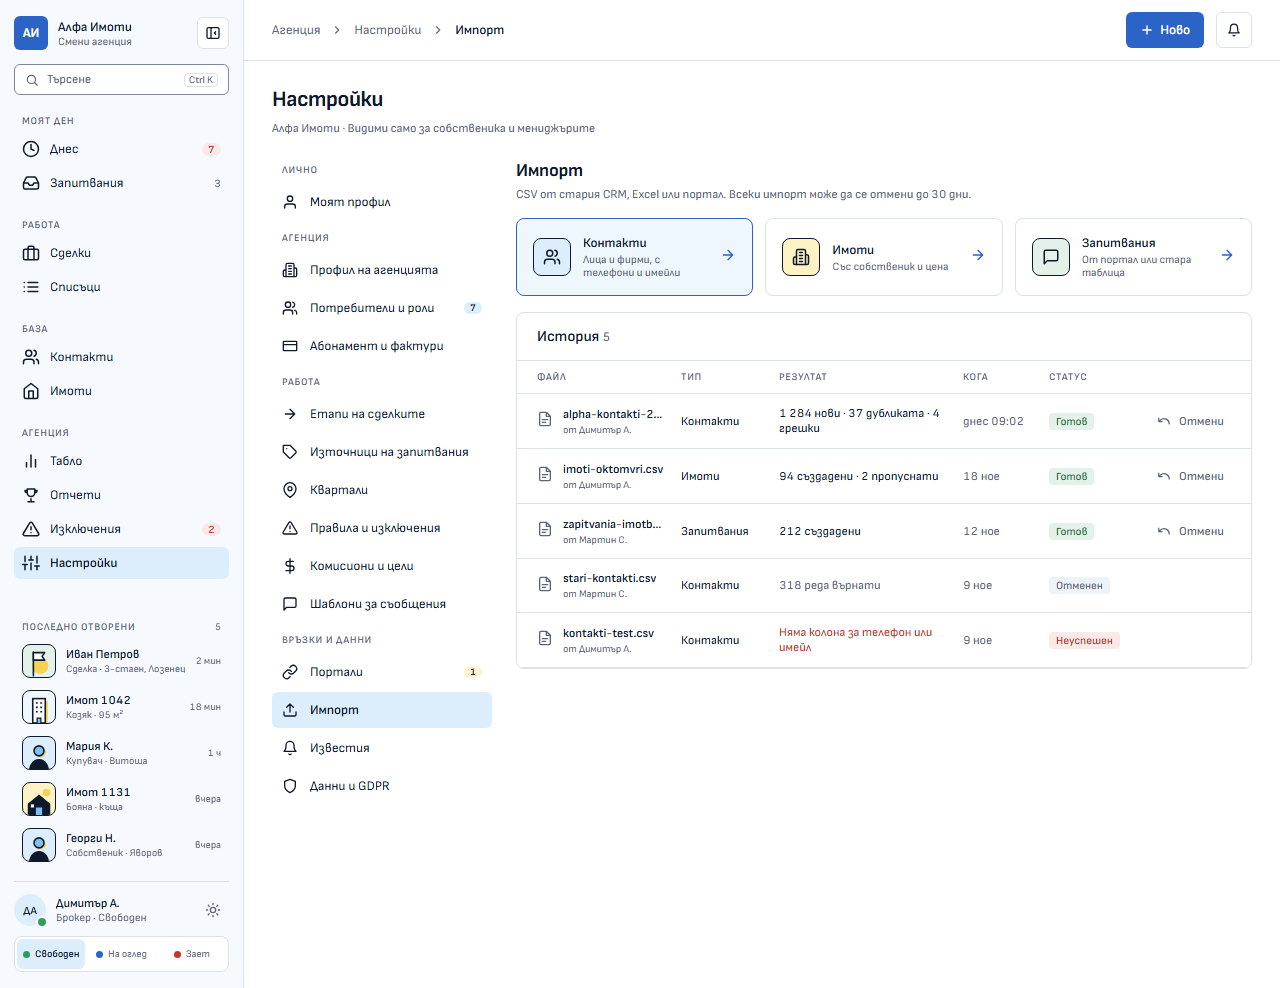 АИ
Алфа Имоти
Смени агенция
Търсене
Ctrl K
МОЯТ ДЕН
Днес
7
Запитвания
3
РАБОТА
Сделки
Списъци
БАЗА
Контакти
Имоти
АГЕНЦИЯ
Табло
Отчети
Изключения
2
Настройки
ПОСЛЕДНО ОТВОРЕНИ
5
Иван Петров
Сделка · 3-стаен, Лозенец
2 мин
Имот 1042
Козяк · 95 м²
18 мин
Мария К.
Купувач · Витоша
1 ч
Имот 1131
Бояна · къща
вчера
Георги Н.
Собственик · Яворов
вчера
ДА
Димитър А.
Брокер · Свободен
Свободен
На оглед
Зает
Агенция
Настройки
Импорт
Ново
Настройки
Алфа Имоти · Видими само за собственика и мениджърите
ЛИЧНО
Моят профил
АГЕНЦИЯ
Профил на агенцията
Потребители и роли
7
Абонамент и фактури
РАБОТА
Етапи на сделките
Източници на запитвания
Квартали
Правила и изключения
Комисиони и цели
Шаблони за съобщения
ВРЪЗКИ И ДАННИ
Портали
1
Импорт
Известия
Данни и GDPR
Импорт
CSV от стария CRM, Excel или портал. Всеки импорт може да се отмени до 30 дни.
Контакти
Лица и фирми, с
телефони и имейли
Имоти
Със собственик и цена
Запитвания
От портал или стара
таблица
История 5
ФАЙЛ
ТИП
РЕЗУЛТАТ
КОГА
СТАТУС
alpha-kontakti-2...
от Димитър А.
Контакти
1 284 нови · 37 дубликата · 4
грешки
днес 09:02
Готов
Отмени
imoti-oktomvri.csv
от Димитър А.
Имоти
94 създадени · 2 пропуснати
18 ное
Готов
Отмени
zapitvania-imotb...
от Мартин С.
Запитвания
212 създадени
12 ное
Готов
Отмени
stari-kontakti.csv
от Мартин С.
Контакти
318 реда върнати
9 ное
Отменен
kontakti-test.csv
от Димитър А.
Контакти
Няма колона за телефон или
имейл
9 ное
Неуспешен